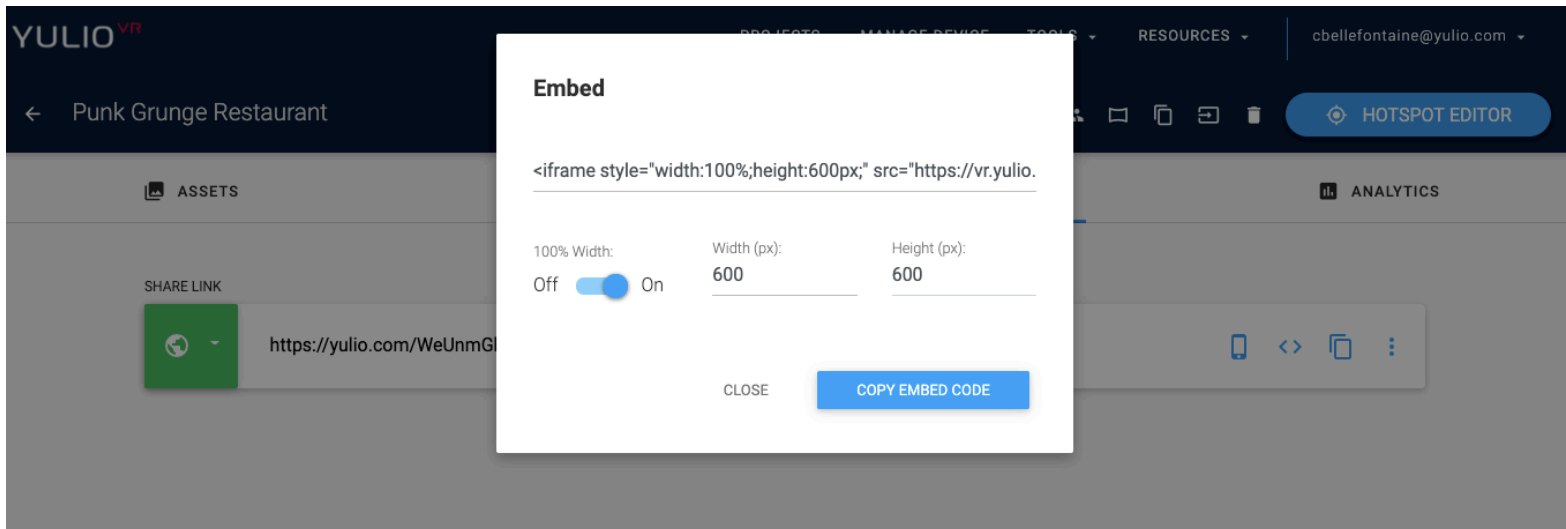 YULIO VR
RESOURCES
cbellefontaine@yulio.com
Punk Grunge Restaurant
HOTSPOT EDITOR
ASSETS
ANALYTICS
SHARE LINK
https://yulio.com/WeUnmG
Embed
<iframe style="width:100%;height:600px;" src="https://vr.yulio.
100% Width:
Width (px):
Height (px):
Off
On
600
600
CLOSE
COPY EMBED CODE